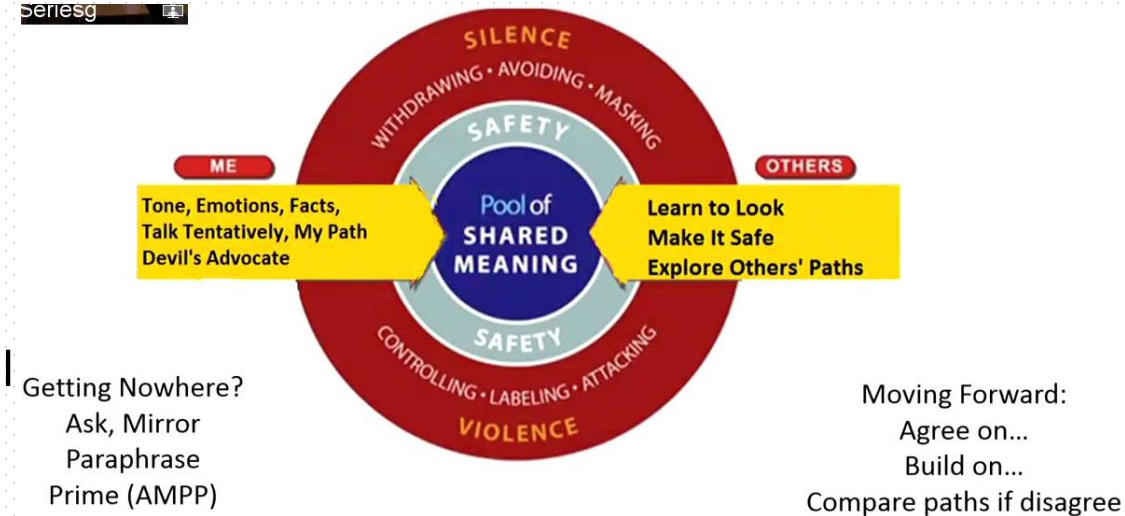 Seriesg
SILENCE
WITHDRAWING • AVOIDING • MASKING
SAFETY
ME
OTHERS
Tone, Emotions, Facts,
Talk Tentatively, My Path
Devil's Advocate
Pool of
SHARED
MEANING
Learn to Look
Make It Safe
Explore Others' Paths
SAFETY
CONTROLLING • LABELING • ATTACKING
VIOLENCE
Getting Nowhere?
Ask, Mirror
Paraphrase
Prime (AMPP)
Moving Forward:
Agree on...
Build on...
Compare paths if disagree